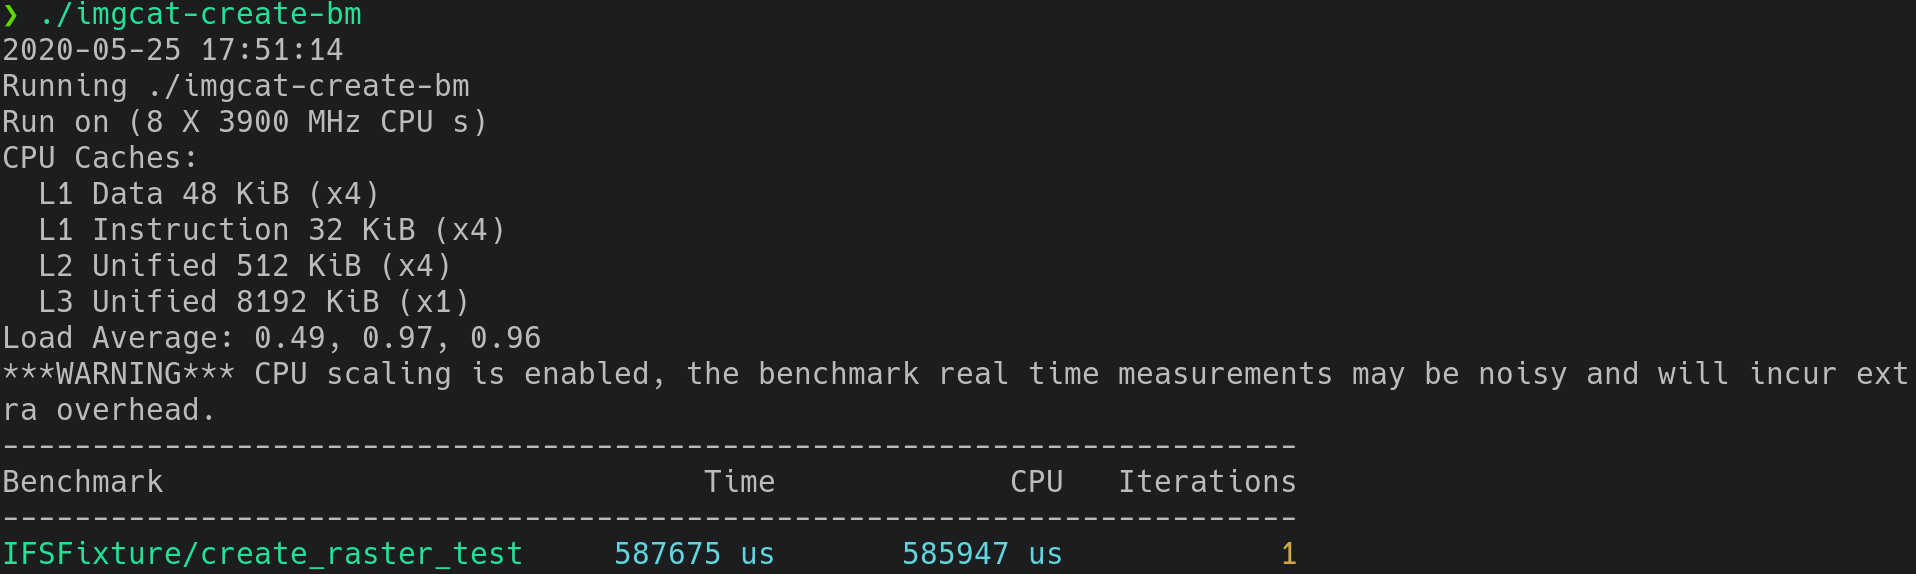 ❯ ./imgcat-create-bm
2020-05-25 17:51:14
Running ./imgcat-create-bm
Run on (8 X 3900 MHz CPU s)
CPU Caches:
  L1 Data 48 KiB (x4)
  L1 Instruction 32 KiB (x4)
  L2 Unified 512 KiB (x4)
  L3 Unified 8192 KiB (x1)
Load Average: 0.49, 0.97, 0.96
***WARNING*** CPU scaling is enabled, the benchmark real time measurements may be noisy and will incur ext
ra overhead.
------------------------------------------------------------------------
Benchmark                              Time             CPU   Iterations
------------------------------------------------------------------------
IFSFixture/create_raster_test     587675 us       585947 us            1